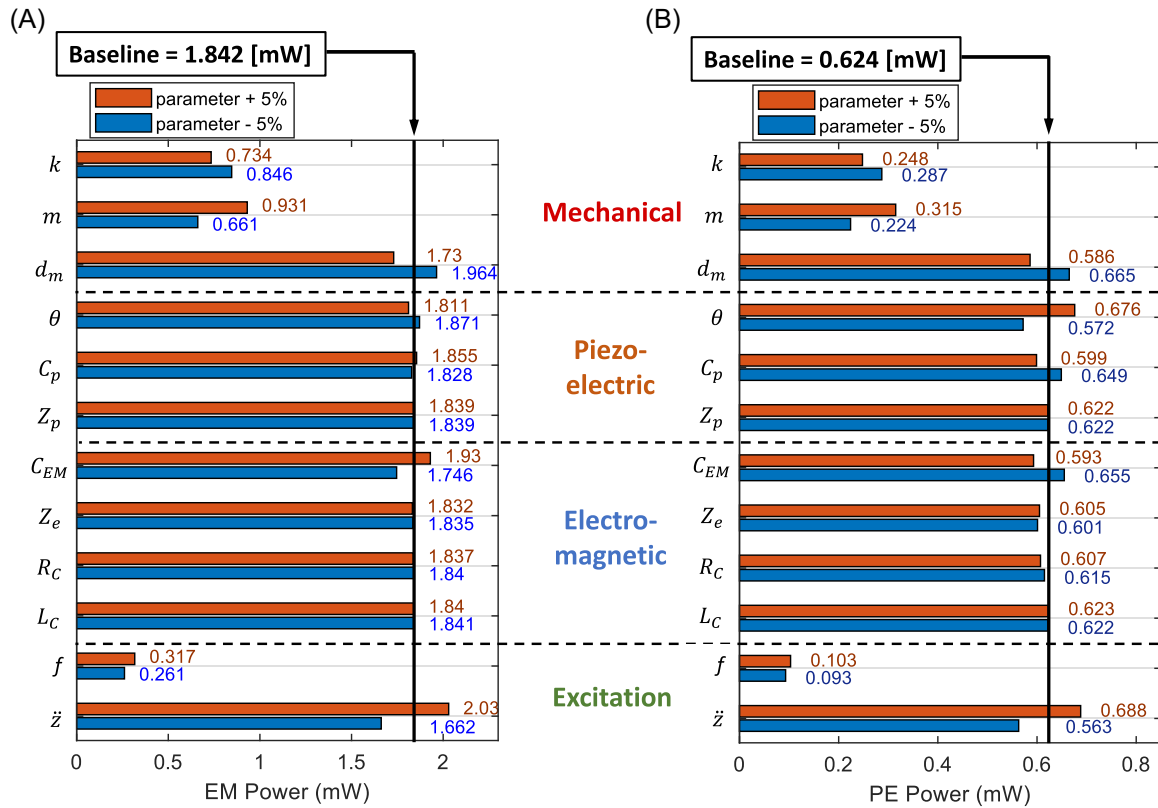 (A)
Baseline = 1.842 [mW]
parameter + 5%
parameter - 5%
k
0.734
0.846
m
0.931
0.661
d_m
1.73
1.964
θ
1.811
1.871
C_p
1.855
1.828
Z_p
1.839
1.839
C_EM
1.93
1.746
Z_e
1.832
1.835
R_C
1.837
1.84
L_C
1.84
1.841
f
0.317
0.261
z̈
2.03
1.662
0 0.5 1 1.5 2
EM Power (mW)
Mechanical
Piezo-
electric
Electro-
magnetic
Excitation
(B)
Baseline = 0.624 [mW]
parameter + 5%
parameter - 5%
k
0.248
0.287
m
0.315
0.224
d_m
0.586
0.665
θ
0.676
0.572
C_p
0.599
0.649
Z_p
0.622
0.622
C_EM
0.593
0.655
Z_e
0.605
0.601
R_C
0.607
0.615
L_C
0.623
0.622
f
0.103
0.093
z̈
0.688
0.563
0 0.2 0.4 0.6 0.8
PE Power (mW)